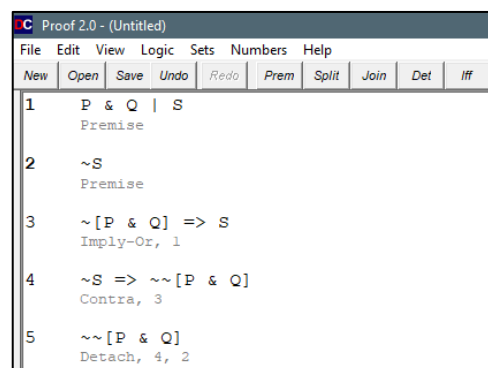 DC Proof 2.0 - (Untitled)
File Edit View Logic Sets Numbers Help
New Open Save Undo Redo Prem Split Join Det Iff
1 P & Q | S
Premise
2 ~S
Premise
3 ~[P & Q] => S
Imply-Or, 1
4 ~S => ~~[P & Q]
Contra, 3
5 ~~[P & Q]
Detach, 4, 2